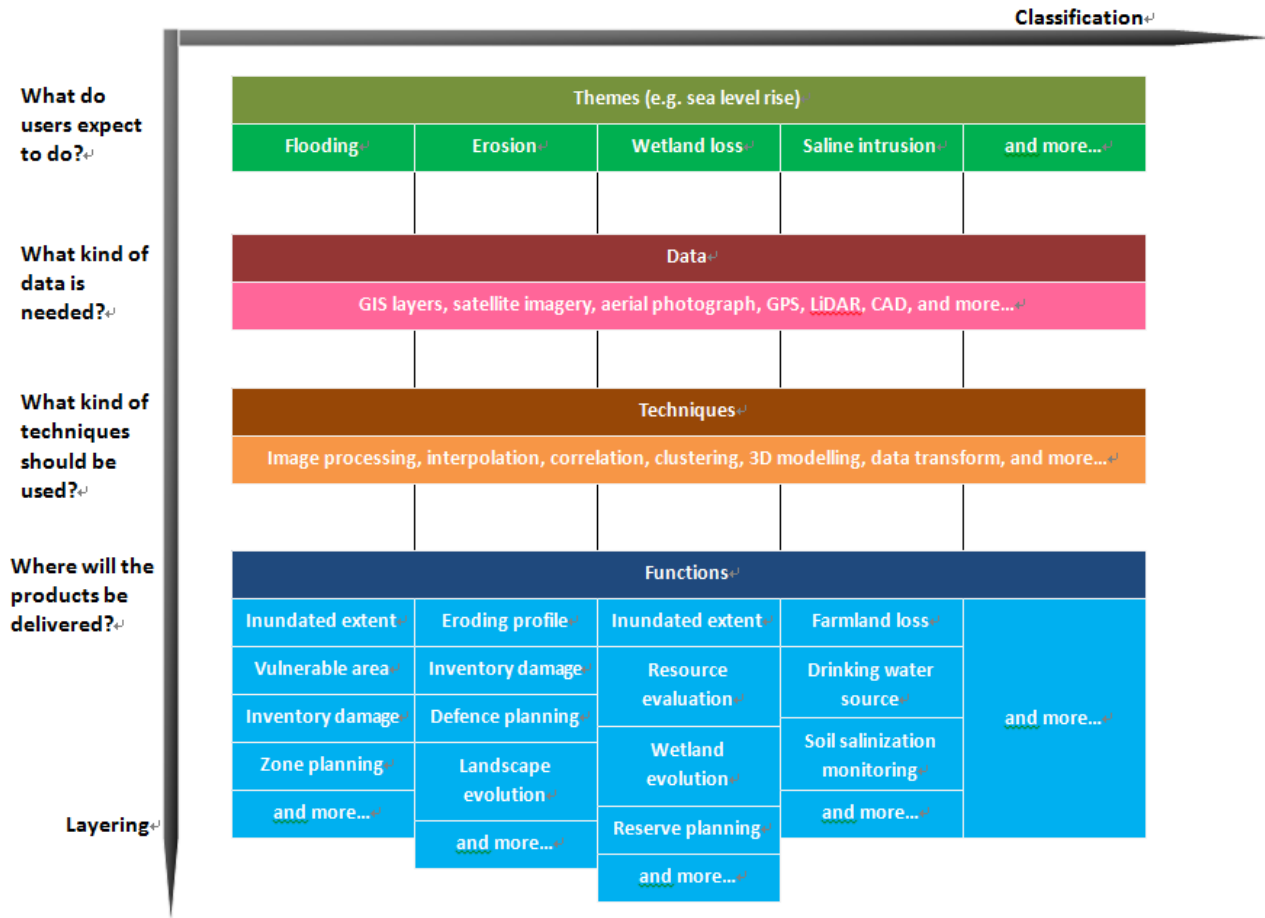 Classification
What do
users expect
to do?
Themes (e.g. sea level rise)
Flooding
Erosion
Wetland loss
Saline intrusion
and more...
What kind of
data is
needed?
Data
GIS layers, satellite imagery, aerial photograph, GPS, LiDAR, CAD, and more...
What kind of
techniques
should be
used?
Techniques
Image processing, interpolation, correlation, clustering, 3D modelling, data transform, and more...
Where will the
products be
delivered?
Functions
Inundated extent
Vulnerable area
Inventory damage
Zone planning
and more...
Eroding profile
Inventory damage
Defence planning
Landscape
evolution
and more...
Inundated extent
Resource
evaluation
Wetland
evolution
Reserve planning
and more...
Farmland loss
Drinking water
source
Soil salinization
monitoring
and more...
and more...
Layering